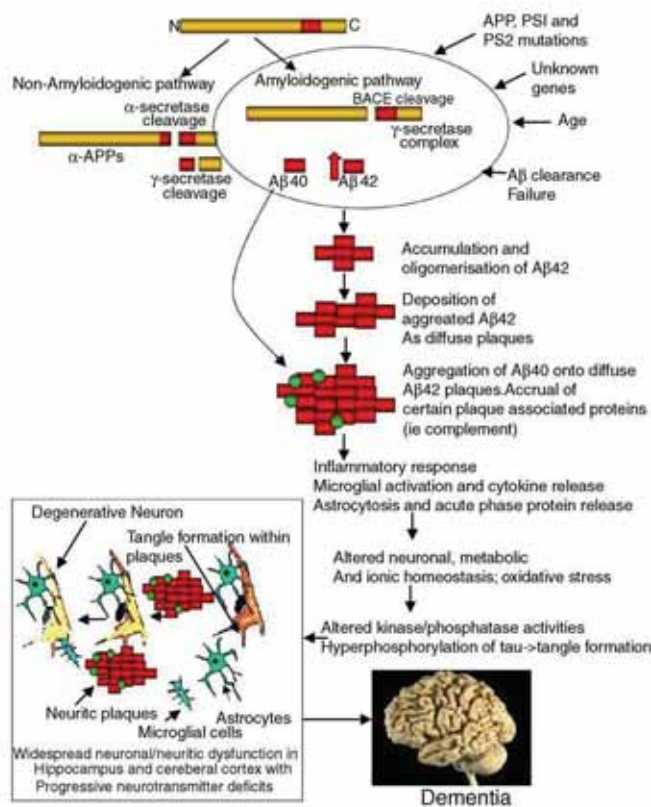 N
C
APP, PSI and
PS2 mutations
Unknown
genes
Age
Aβ clearance
Failure
Non-Amyloidogenic pathway
α-secretase
cleavage
α-APPs
γ-secretase
cleavage
Amyloidogenic pathway
BACE cleavage
γ-secretase
complex
Aβ40
Aβ42
Accumulation and
oligomerisation of Aβ42
Deposition of
aggreated Aβ42
As diffuse plaques
Aggregation of Aβ40 onto diffuse
Aβ42 plaques.Accrual of
certain plaque associated proteins
(ie complement)
Inflammatory response
Microglial activation and cytokine release
Astrocytosis and acute phase protein release
Altered neuronal, metabolic
And ionic homeostasis; oxidative stress
Altered kinase/phosphatase activities
Hyperphosphorylation of tau->tangle formation
Degenerative Neuron
Tangle formation within
plaques
Neuritc plaques
Microglial cells
Astrocytes
Widespread neuronal/neuritic dysfunction in
Hippocampus and cerebral cortex with
Progressive neurotransmitter deficits
Dementia